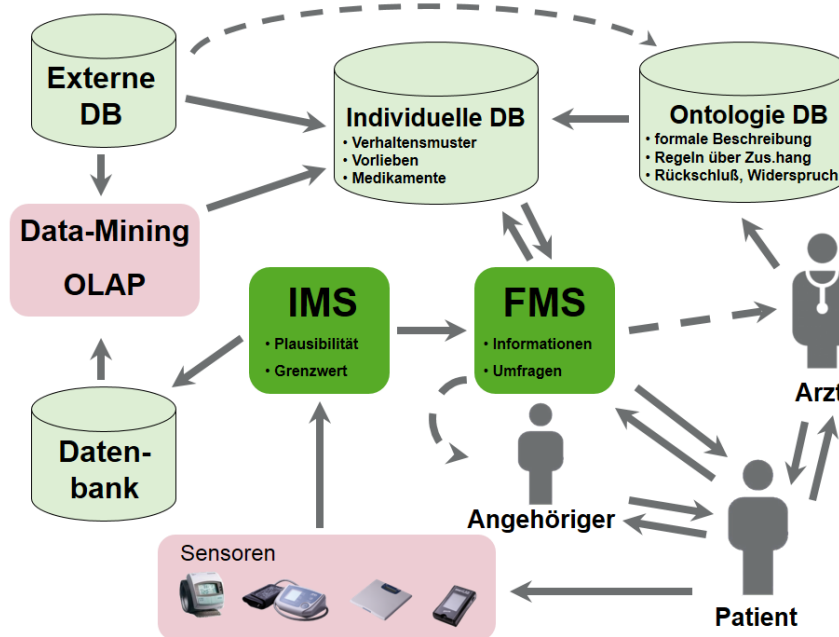 Externe
DB
Individuelle DB
• Verhaltensmuster
• Vorlieben
• Medikamente
Ontologie DB
• formale Beschreibung
• Regeln über Zus.hang
• Rückschluß, Widerspruch
Data-Mining
OLAP
IMS
• Plausibilität
• Grenzwert
FMS
• Informationen
• Umfragen
Arzt
Daten-
bank
Angehöriger
Sensoren
Patient